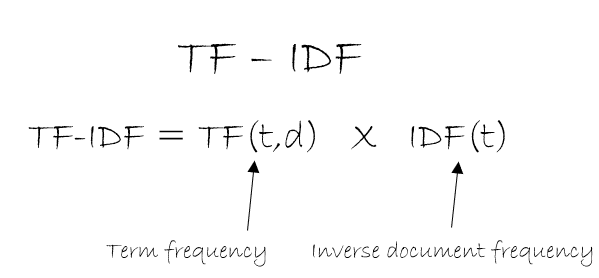 TF - IDF
TF-IDF = TF(t,d) X IDF(t)
Term frequency
Inverse document frequency